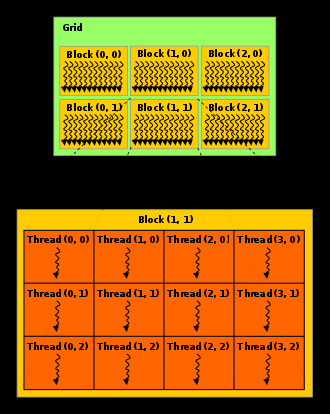 Grid
Block (0, 0) Block (1, 0) Block (2, 0)
Block (0, 1) Block (1, 1) Block (2, 1)
Block (1, 1)
Thread (0, 0) Thread (1, 0) Thread (2, 0) Thread (3, 0)
Thread (0, 1) Thread (1, 1) Thread (2, 1) Thread (3, 1)
Thread (0, 2) Thread (1, 2) Thread (2, 2) Thread (3, 2)